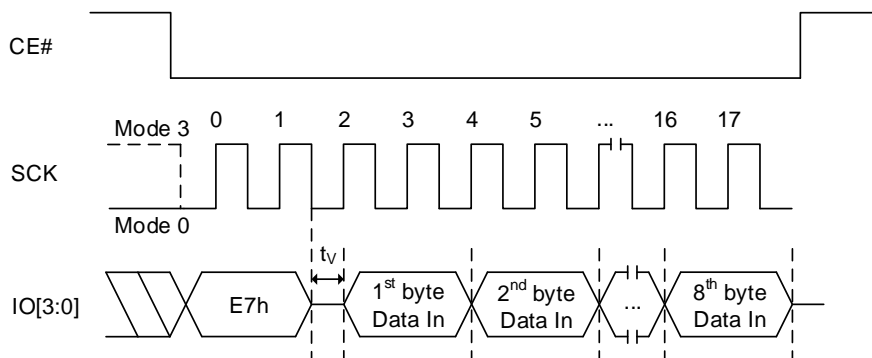 CE#
0 1 2 3 4 5 ... 16 17
Mode 3
SCK
Mode 0
tV
IO[3:0]
E7h
1st byte
Data In
2nd byte
Data In
...
8th byte
Data In